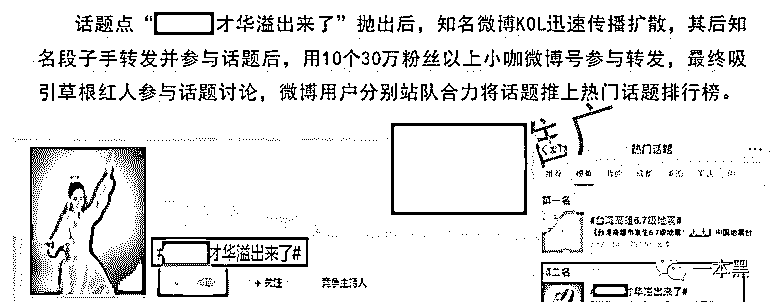 话题点“才华溢出来了”抛出后，知名微博KOL迅速传播扩散，其后知
名段子手转发并参与话题后，用10个30万粉丝以上小咖微博号参与转发，最终吸
引草根红人参与话题讨论，微博用户分别站队合力将话题推上热门话题排行榜。
热门话题
第一名
#台湾高雄6.7级地震#
才华溢出来了#
+关注
竞争主持人
第二名
才华溢出来了#
一本黑